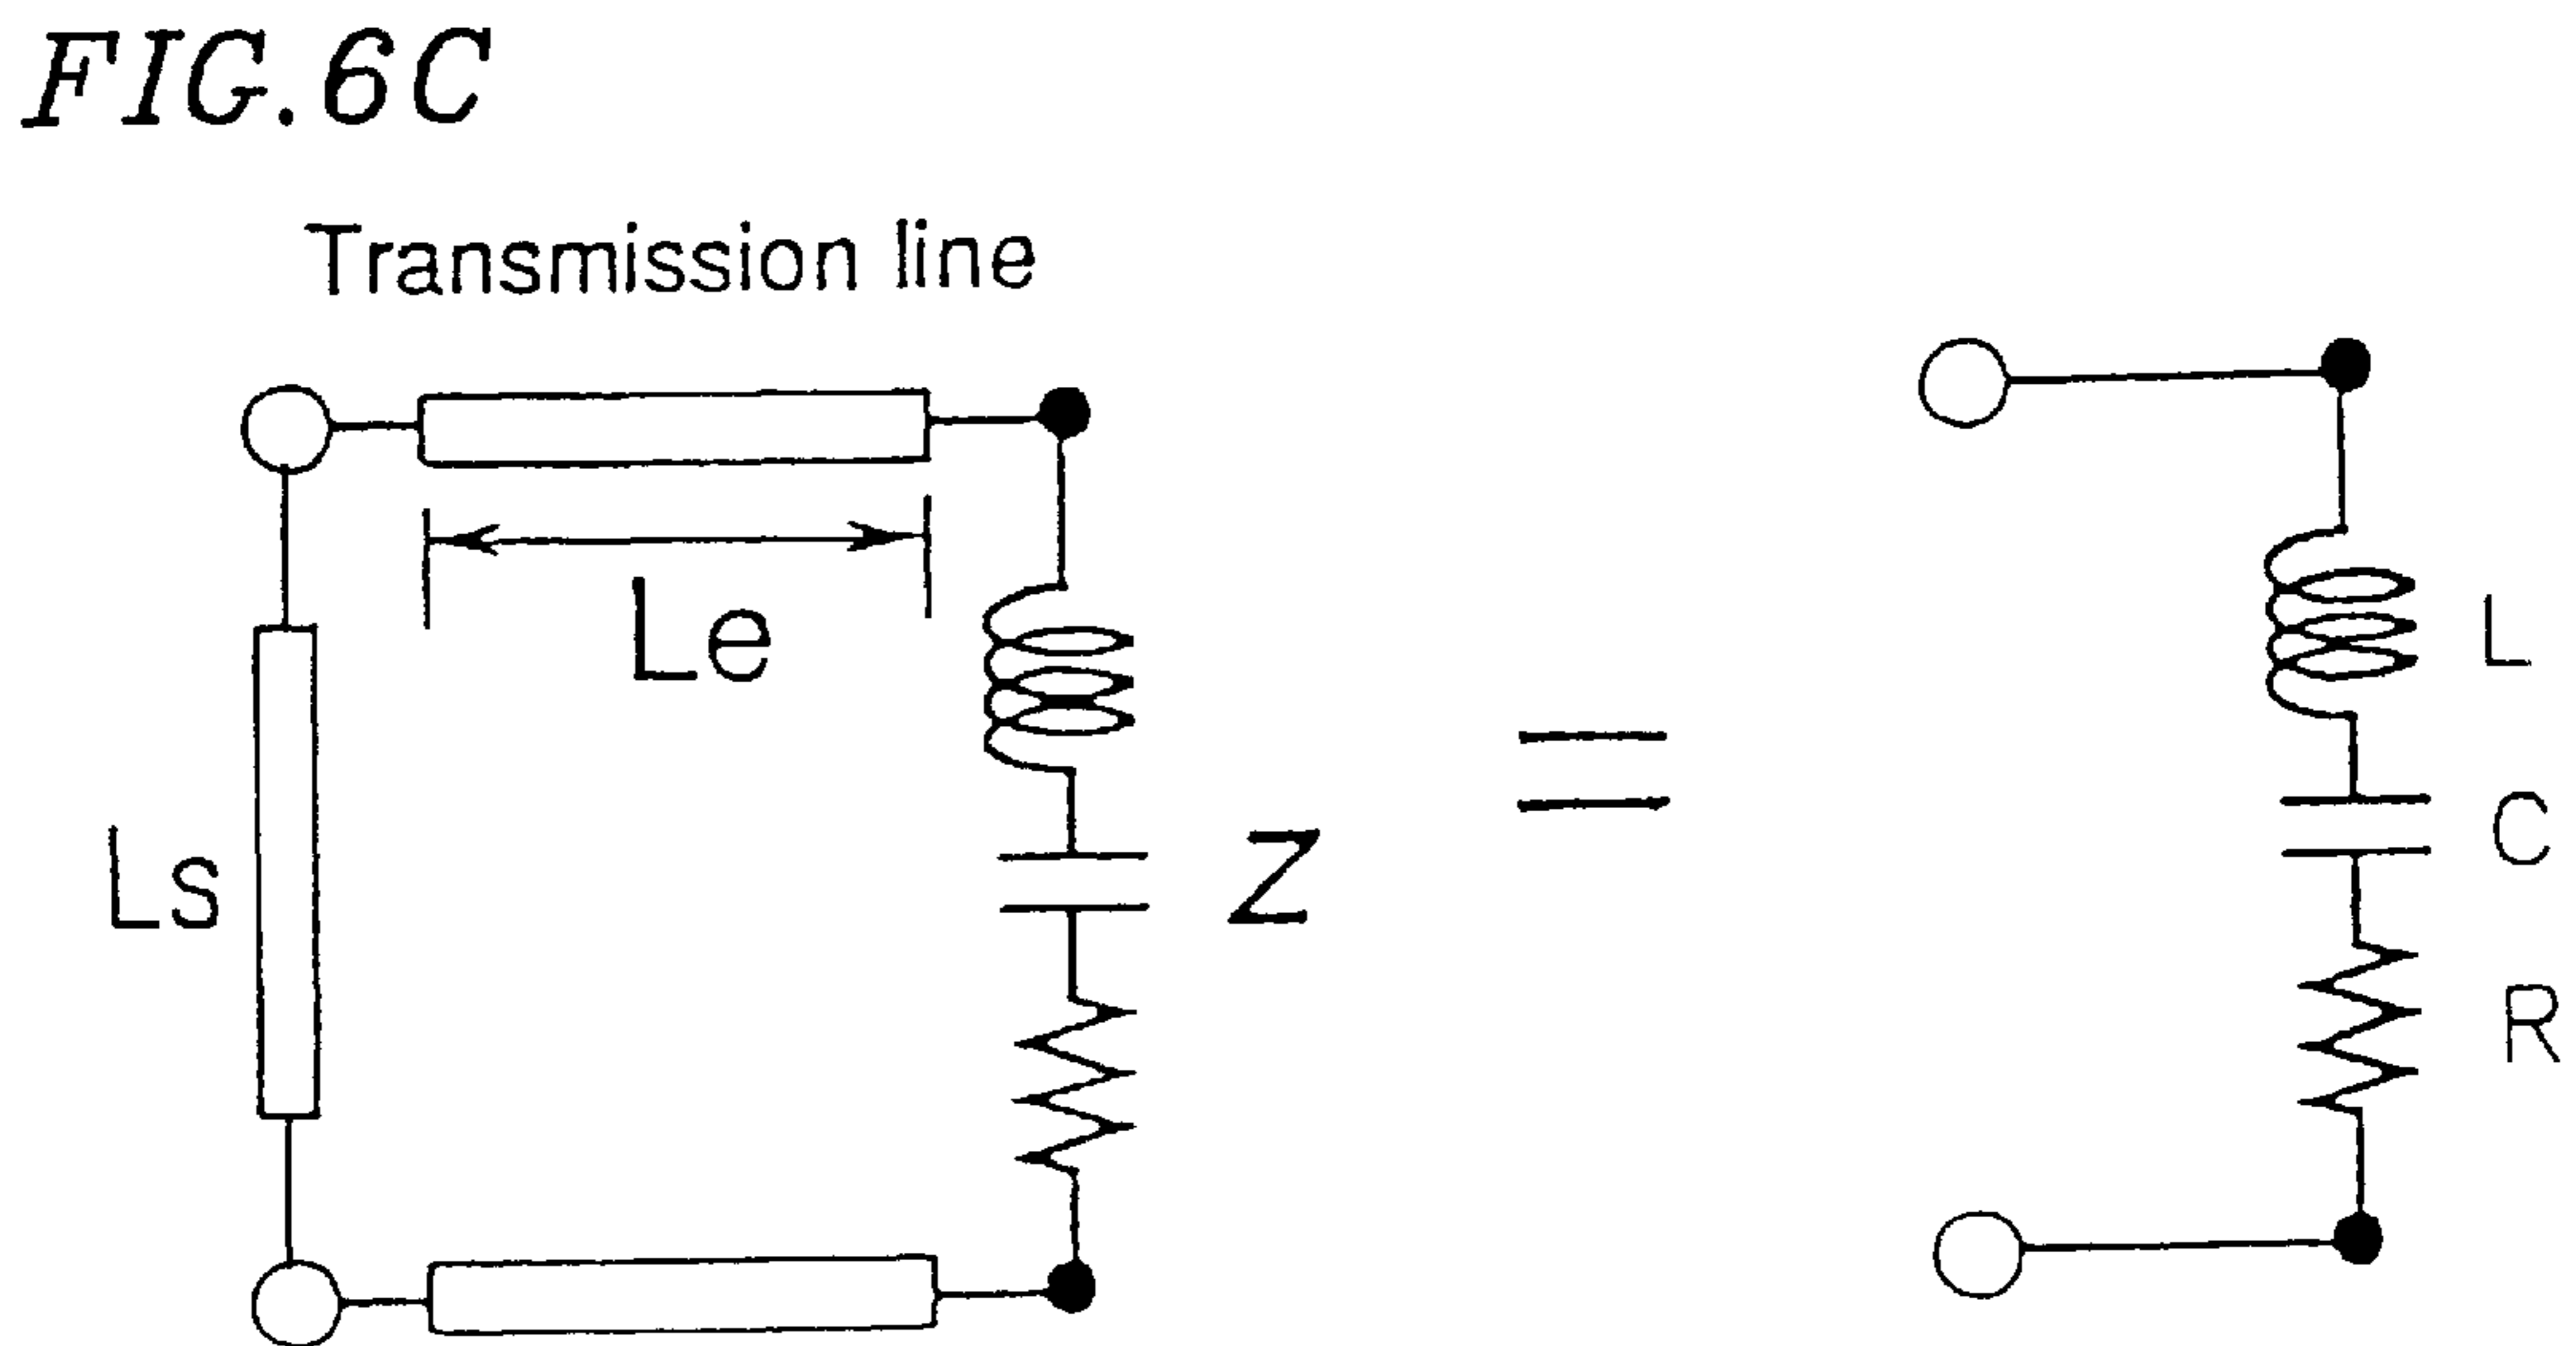 FIG.6C
Transmission line
Le
Ls
Z
=
L
C
R